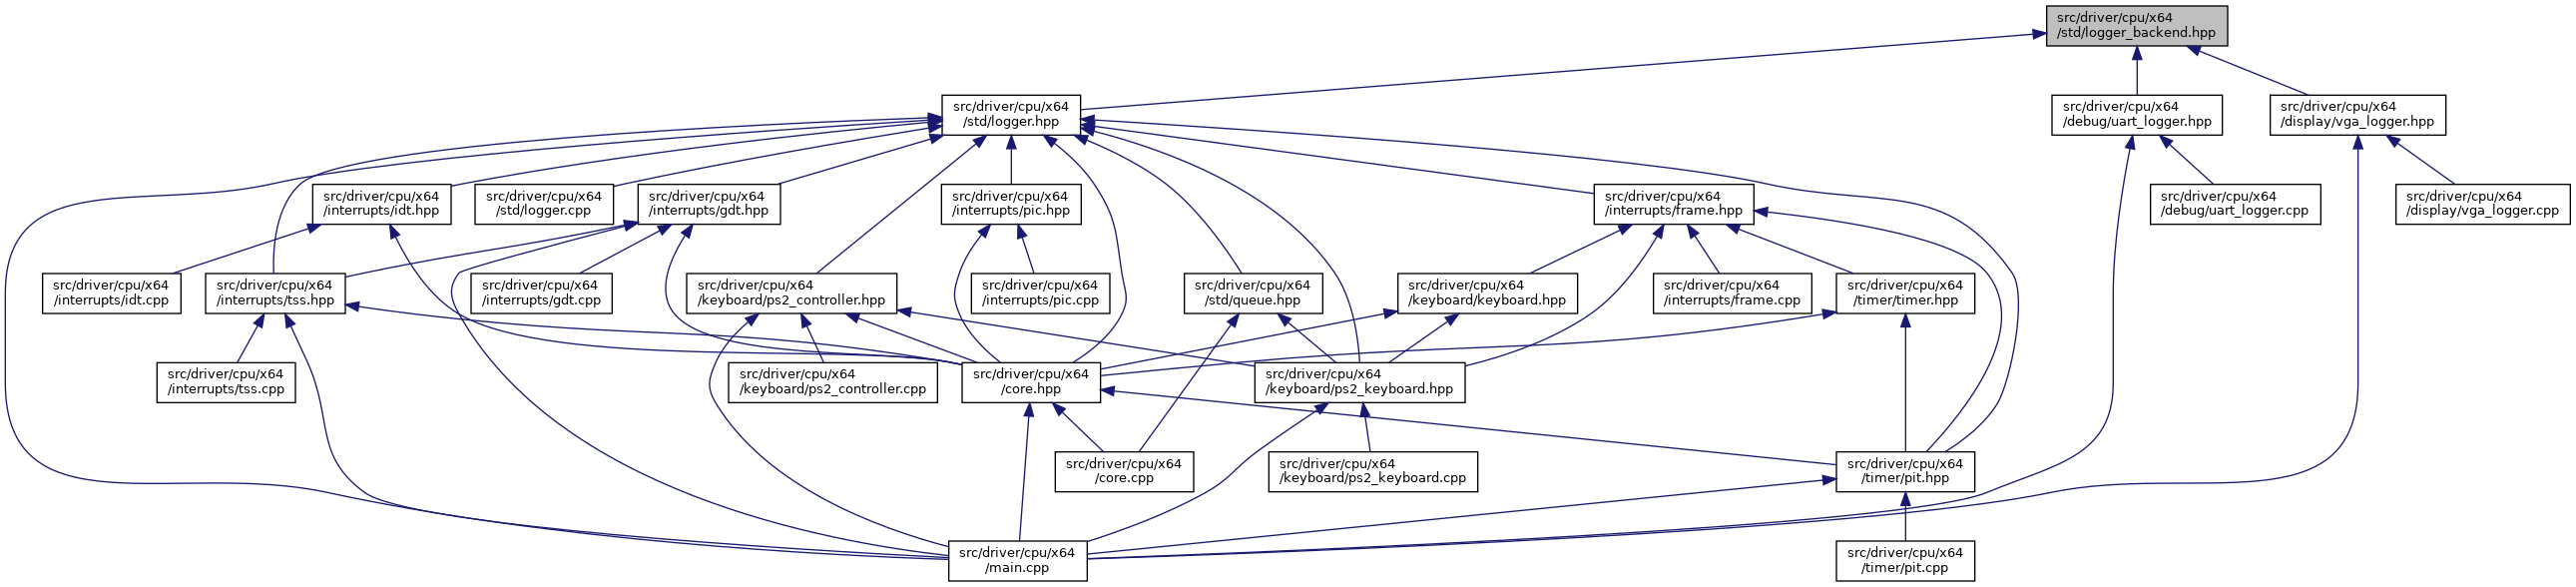 src/driver/cpu/x64
/std/logger_backend.hpp
src/driver/cpu/x64
/std/logger.hpp
src/driver/cpu/x64
/debug/uart_logger.hpp
src/driver/cpu/x64
/display/vga_logger.hpp
src/driver/cpu/x64
/interrupts/idt.hpp
src/driver/cpu/x64
/std/logger.cpp
src/driver/cpu/x64
/interrupts/gdt.hpp
src/driver/cpu/x64
/interrupts/pic.hpp
src/driver/cpu/x64
/interrupts/frame.hpp
src/driver/cpu/x64
/debug/uart_logger.cpp
src/driver/cpu/x64
/display/vga_logger.cpp
src/driver/cpu/x64
/interrupts/idt.cpp
src/driver/cpu/x64
/interrupts/tss.hpp
src/driver/cpu/x64
/interrupts/gdt.cpp
src/driver/cpu/x64
/keyboard/ps2_controller.hpp
src/driver/cpu/x64
/interrupts/pic.cpp
src/driver/cpu/x64
/std/queue.hpp
src/driver/cpu/x64
/keyboard/keyboard.hpp
src/driver/cpu/x64
/interrupts/frame.cpp
src/driver/cpu/x64
/timer/timer.hpp
src/driver/cpu/x64
/interrupts/tss.cpp
src/driver/cpu/x64
/keyboard/ps2_controller.cpp
src/driver/cpu/x64
/core.hpp
src/driver/cpu/x64
/keyboard/ps2_keyboard.hpp
src/driver/cpu/x64
/core.cpp
src/driver/cpu/x64
/keyboard/ps2_keyboard.cpp
src/driver/cpu/x64
/timer/pit.hpp
src/driver/cpu/x64
/main.cpp
src/driver/cpu/x64
/timer/pit.cpp